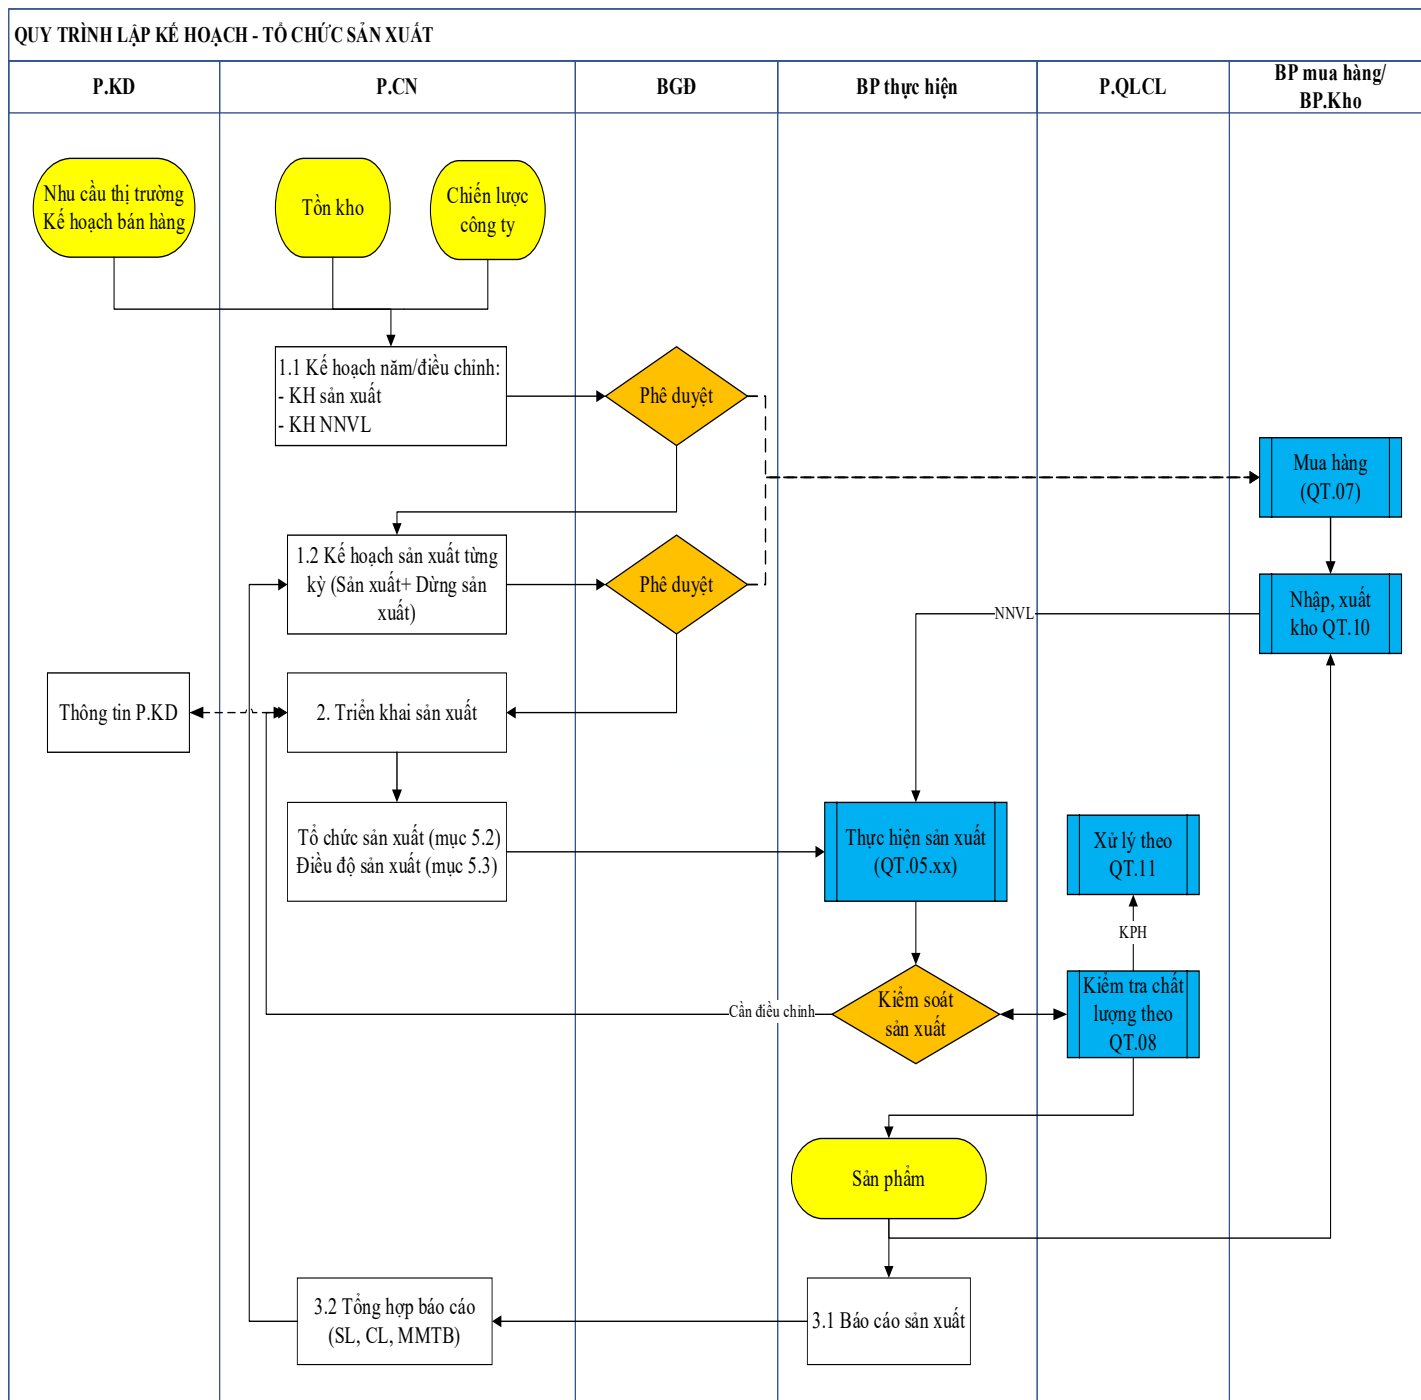 QUY TRÌNH LẬP KẾ HOẠCH - TỔ CHỨC SẢN XUẤT
P.KD
P.CN
BGĐ
BP thực hiện
P.QLCL
BP mua hàng/
BP.Kho
Nhu cầu thị trường
Kế hoạch bán hàng
Tồn kho
Chiến lược
công ty
1.1 Kế hoạch năm/điều chỉnh:
- KH sản xuất
- KH NNVL
Phê duyệt
Mua hàng
(QT.07)
1.2 Kế hoạch sản xuất từng
kỳ (Sản xuất+ Dừng sản
xuất)
Phê duyệt
NNVL
Nhập, xuất
kho QT.10
Thông tin P.KD
2. Triển khai sản xuất
Tổ chức sản xuất (mục 5.2)
Điều độ sản xuất (mục 5.3)
Thực hiện sản xuất
(QT.05.xx)
Xử lý theo
QT.11
KPH
Cần điều chỉnh
Kiểm soát
sản xuất
Kiểm tra chất
lượng theo
QT.08
Sản phẩm
3.2 Tổng hợp báo cáo
(SL, CL, MMTB)
3.1 Báo cáo sản xuất